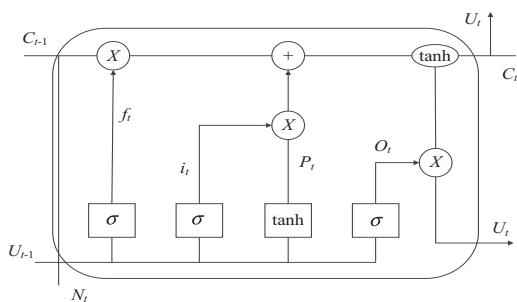 U_t
C_{t-1}
X
+
tanh
C_t
f_t
X
i_t
P_t
O_t
X
σ
σ
tanh
σ
U_{t-1}
U_t
N_t